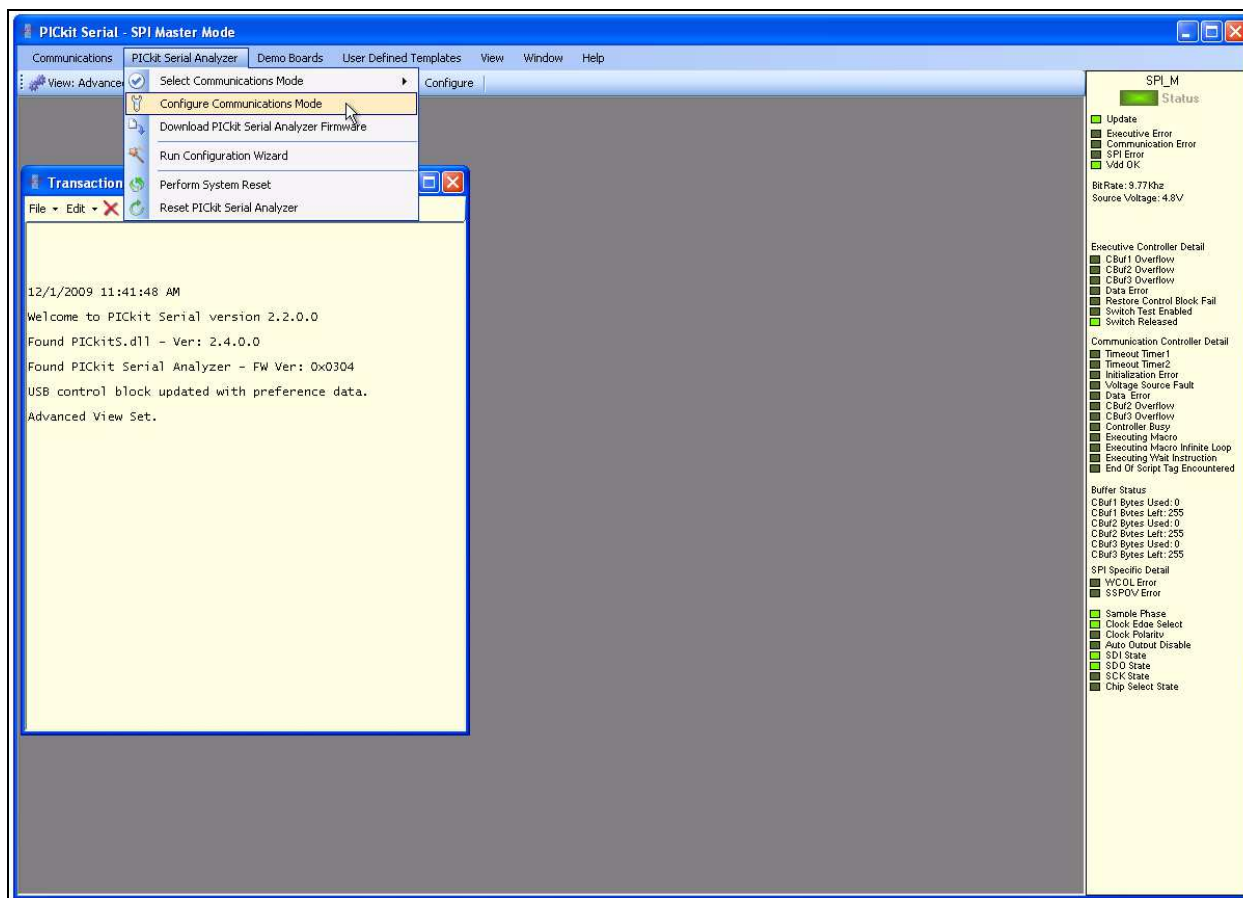 PICkit Serial - SPI Master Mode
Communications PICkit Serial Analyzer Demo Boards User Defined Templates View Window Help
View: Advance Configure
Select Communications Mode
Configure Communications Mode
Download PICkit Serial Analyzer Firmware
Run Configuration Wizard
Perform System Reset
Reset PICkit Serial Analyzer
Transaction
File Edit
12/1/2009 11:41:48 AM
Welcome to PICkit Serial version 2.2.0.0
Found PICkitS.dll - Ver: 2.4.0.0
Found PICkit Serial Analyzer - FW Ver: 0x0304
USB control block updated with preference data.
Advanced View Set.
SPI_M
Status
Update
Executive Error
Communication Error
SPI Error
Vdd OK
BitRate: 9.77Khz
Source Voltage: 4.8V
Executive Controller Detail
CBuf1 Overflow
CBuf2 Overflow
CBuf3 Overflow
Data Error
Restore Control Block Fail
Switch Test Enabled
Switch Released
Communication Controller Detail
Timeout Timer1
Timeout Timer2
Initialization Error
Voltage Source Fault
Data Error
CBuf2 Overflow
CBuf3 Overflow
Controller Busy
Executing Macro
Executing Macro Infinite Loop
Executing Wait Instruction
End Of Script Tag Encountered
Buffer Status
CBuf1 Bytes Used: 0
CBuf1 Bytes Left: 255
CBuf2 Bytes Used: 0
CBuf2 Bytes Left: 255
CBuf3 Bytes Used: 0
CBuf3 Bytes Left: 255
SPI Specific Detail
WCOL Error
SSPOV Error
Sample Phase
Clock Edge Select
Clock Polarity
Auto Output Disable
SDI State
SDO State
SCK State
Chip Select State